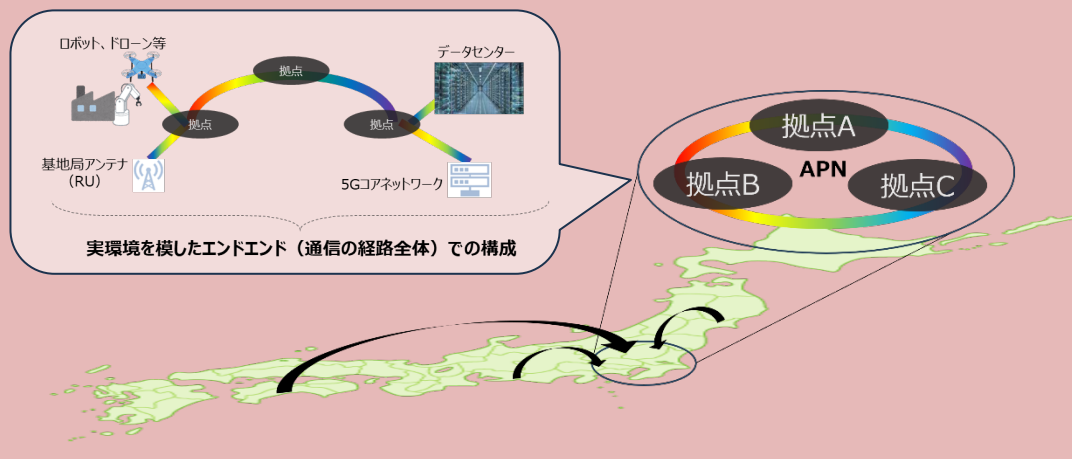 ロボット、ドローン等
拠点
データセンター
拠点
拠点
基地局アンテナ
（RU）
5Gコアネットワーク
実環境を模したエンドエンド（通信の経路全体）での構成
拠点A
APN
拠点B
拠点C